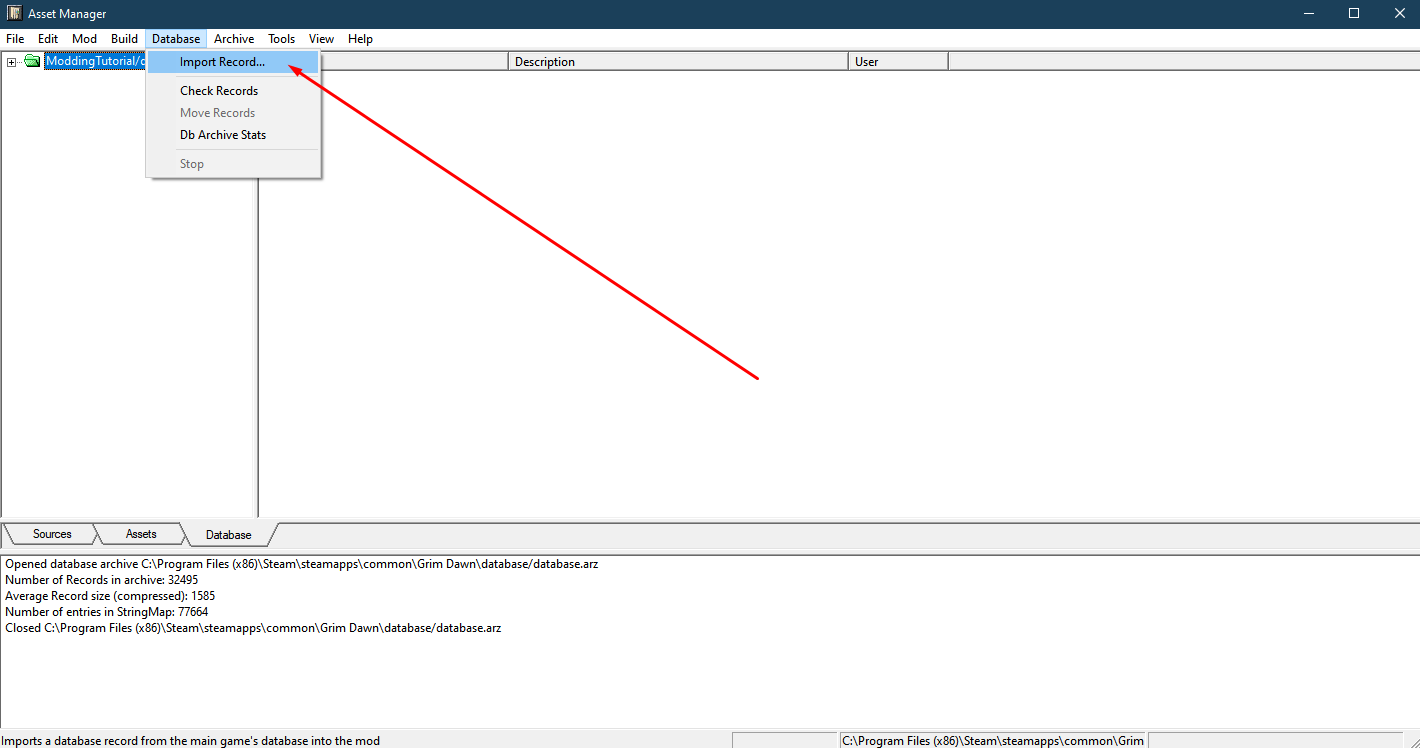 Asset Manager
File Edit Mod Build Database Archive Tools View Help
ModdingTutorial/
Description User
Import Record...
Check Records
Move Records
Db Archive Stats
Stop
Sources Assets Database
Opened database archive C:\Program Files (x86)\Steam\steamapps\common\Grim Dawn\database/database.arz
Number of Records in archive: 32495
Average Record size (compressed): 1585
Number of entries in StringMap: 77664
Closed C:\Program Files (x86)\Steam\steamapps\common\Grim Dawn\database/database.arz
Imports a database record from the main game's database into the mod C:\Program Files (x86)\Steam\steamapps\common\Grim